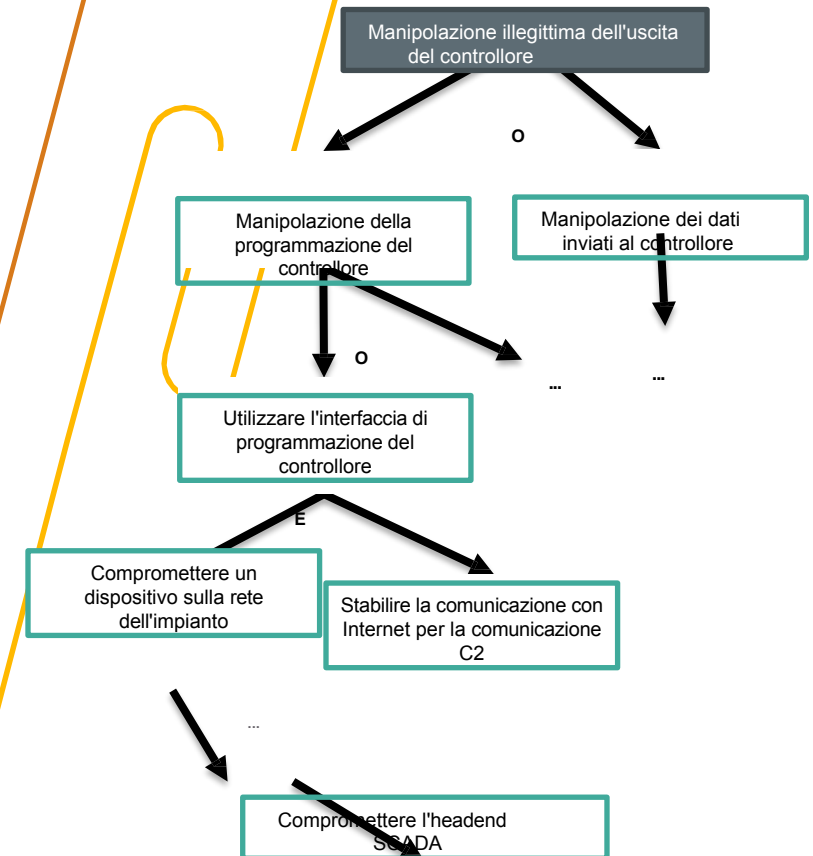 Manipolazione illegittima dell'uscita
del controllore
O
Manipolazione della
programmazione del
controllore
Manipolazione dei dati
inviati al controllore
O
...
...
Utilizzare l'interfaccia di
programmazione del
controllore
E
Compromettere un
dispositivo sulla rete
dell'impianto
Stabilire la comunicazione con
Internet per la comunicazione
C2
...
Compromettere l'headend
SCADA